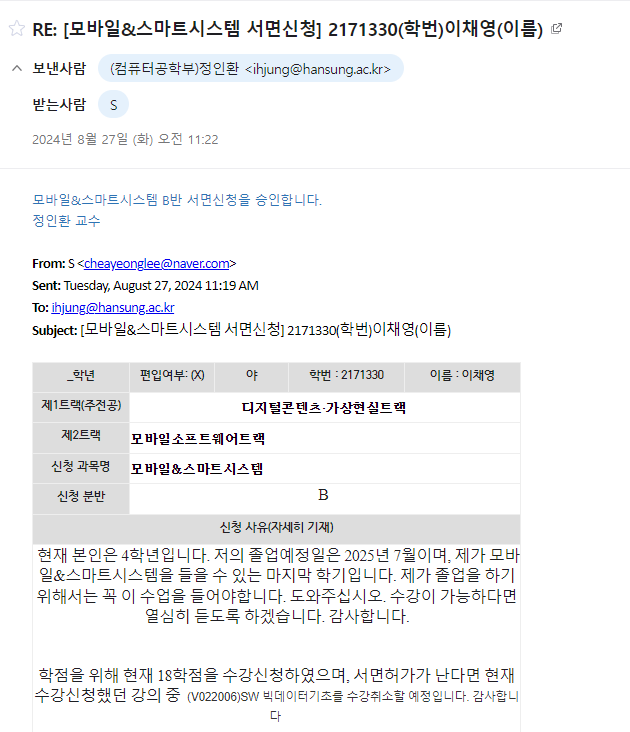 RE: [모바일&스마트시스템 서면신청] 2171330(학번)이채영(이름)
보낸사람 (컴퓨터공학부)정인환 <ihjung@hansung.ac.kr>
받는사람 S
2024년 8월 27일 (화) 오전 11:22
모바일&스마트시스템 B반 서면신청을 승인합니다.
정인환 교수
From: S <cheayeonglee@naver.com>
Sent: Tuesday, August 27, 2024 11:19 AM
To: ihjung@hansung.ac.kr
Subject: [모바일&스마트시스템 서면신청] 2171330(학번)이채영(이름)
_학년 편입여부: (X) 야 학번 : 2171330 이름 : 이채영
제1트랙(주전공) 디지털콘텐츠·가상현실트랙
제2트랙 모바일소프트웨어트랙
신청 과목명 모바일&스마트시스템
신청 분반 B
신청 사유(자세히 기재)
현재 본인은 4학년입니다. 저의 졸업예정일은 2025년 7월이며, 제가 모바
일&스마트시스템을 들을 수 있는 마지막 학기입니다. 제가 졸업을 하기
위해서는 꼭 이 수업을 들어야합니다. 도와주십시오. 수강이 가능하다면
열심히 듣도록 하겠습니다. 감사합니다.
학점을 위해 현재 18학점을 수강신청하였으며, 서면허가가 난다면 현재
수강신청했던 강의 중 (V022006)SW 빅데이터기초를 수강취소할 예정입니다. 감사합니
다